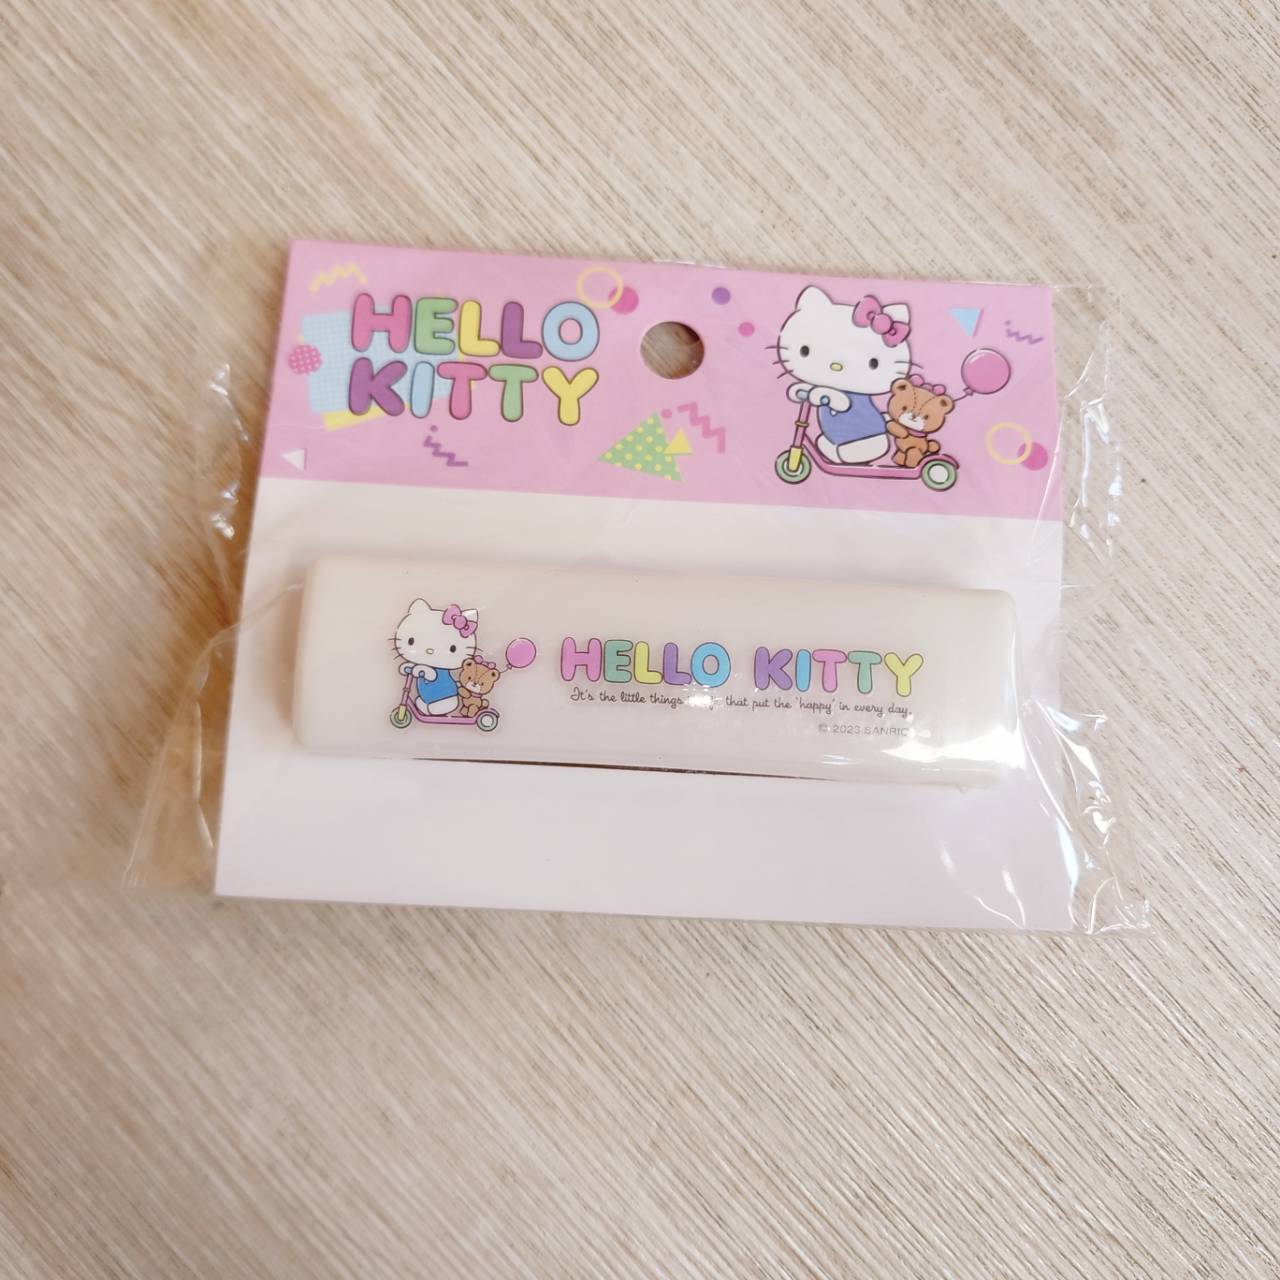 HELLO
KITTY
HELLO KITTY
It's the little things that put the 'happy' in every day.
© 2023 SANRIO